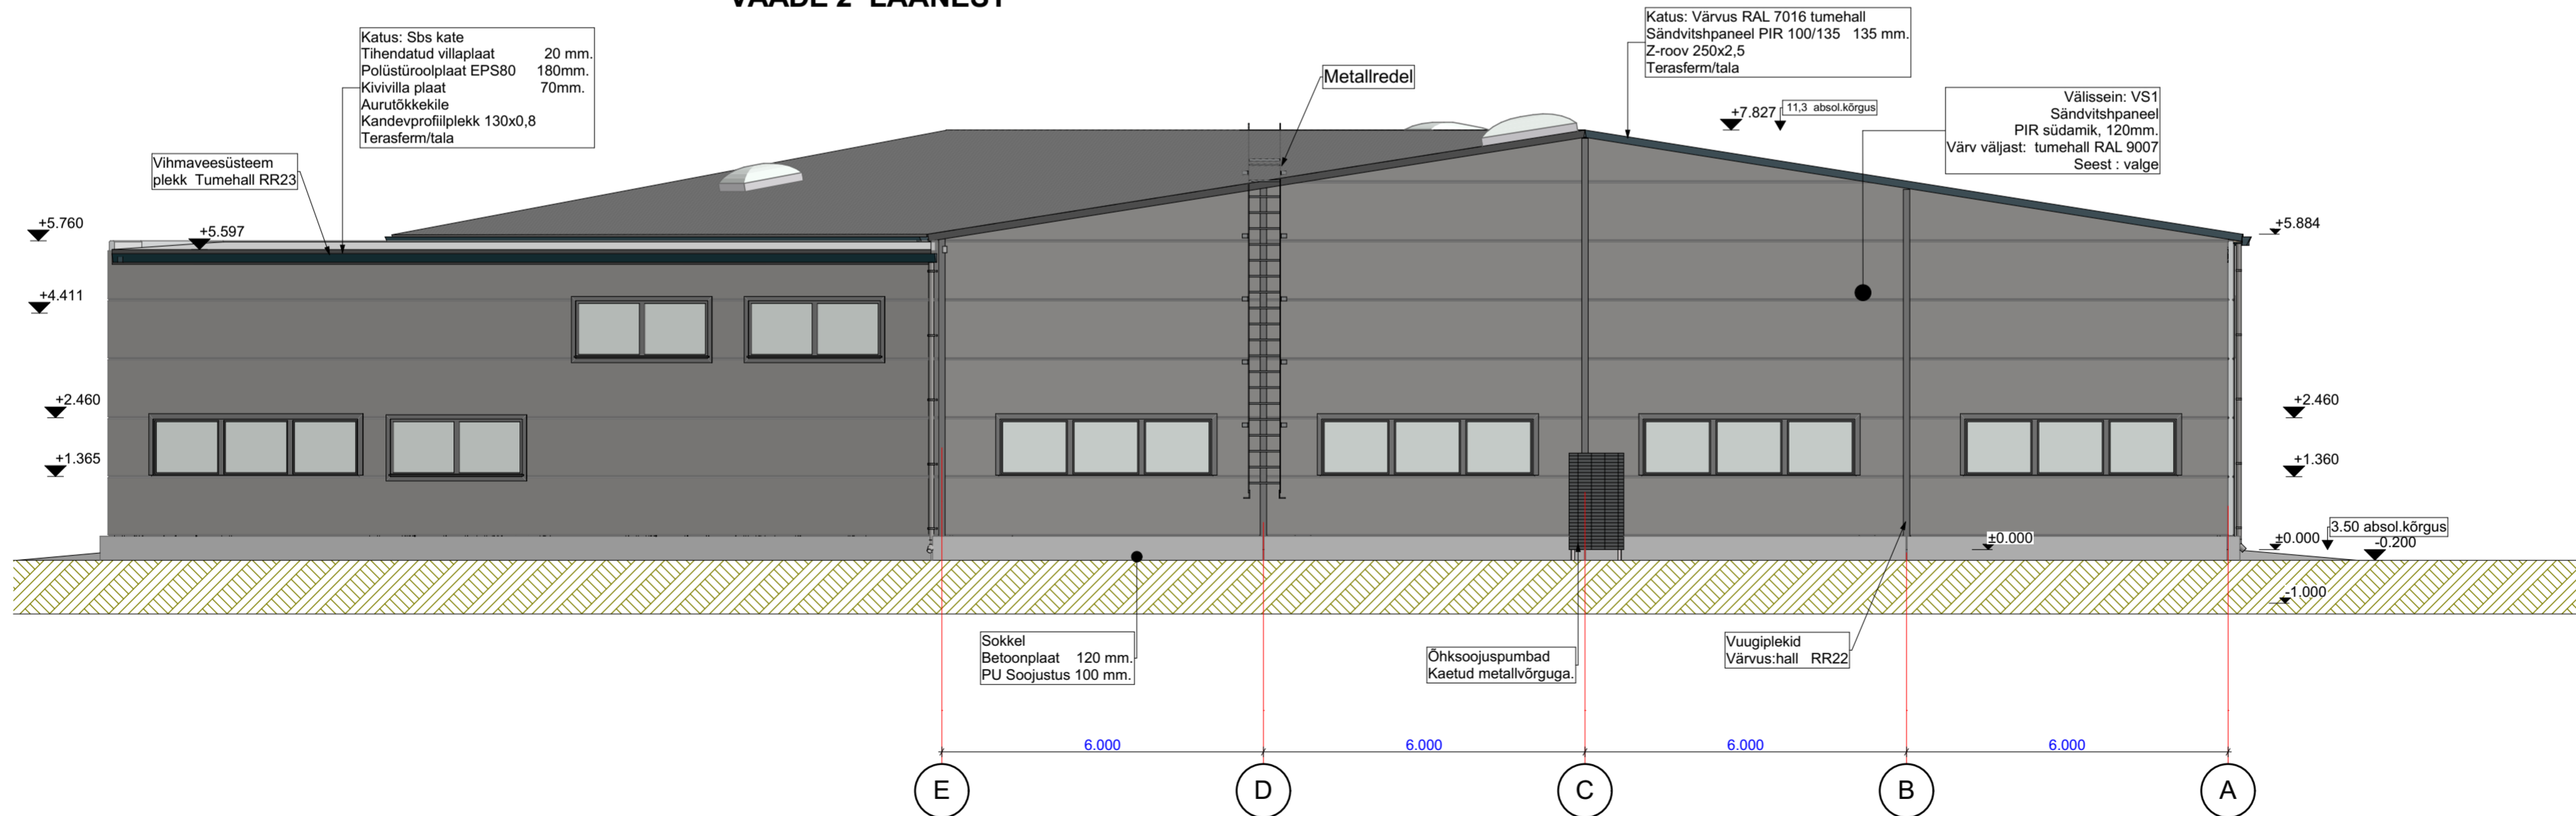 VAADE 2 LÄÄNEST
Katus: Sbs kate
Tihendatud villaplaat 20 mm.
Polüstüroolplaat EPS80 180mm.
Kivivilla plaat 70mm.
Aurutõkkekile
Kandevprofiilplekk 130x0,8
Terasferm/tala
Katus: Värvus RAL 7016 tumehall
Sändvitshpaneel PIR 100/135 135 mm.
Z-roov 250x2,5
Terasferm/tala
Metallredel
+7.827
11,3 absol.kõrgus
Välissein: VS1
Sändvitshpaneel
PIR südamik, 120mm.
Värv väljast: tumehall RAL 9007
Seest : valge
Vihmaveesüsteem
plekk Tumehall RR23
+5.760
+5.597
+5.884
+4.411
+2.460
+2.460
+1.365
+1.360
±0.000
±0.000
3.50 absol.kõrgus
-0.200
-1.000
Sokkel
Betoonplaat 120 mm.
PU Soojustus 100 mm.
Õhksoojuspumbad
Kaetud metallvõrguga.
Vuugiplekid
Värvus:hall RR22
6.000
6.000
6.000
6.000
E
D
C
B
A